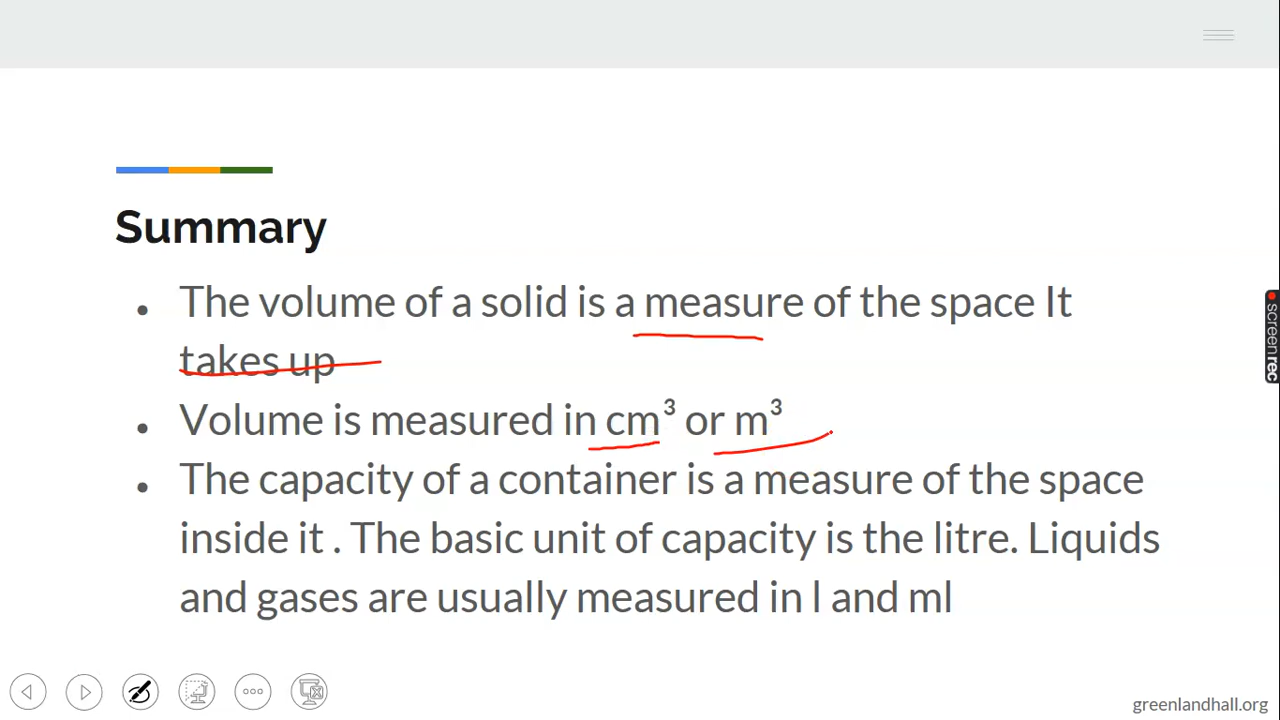 Summary
• The volume of a solid is a measure of the space It
takes up
• Volume is measured in cm³ or m³
• The capacity of a container is a measure of the space
inside it . The basic unit of capacity is the litre. Liquids
and gases are usually measured in l and ml
screenrec
greenlandhall.org